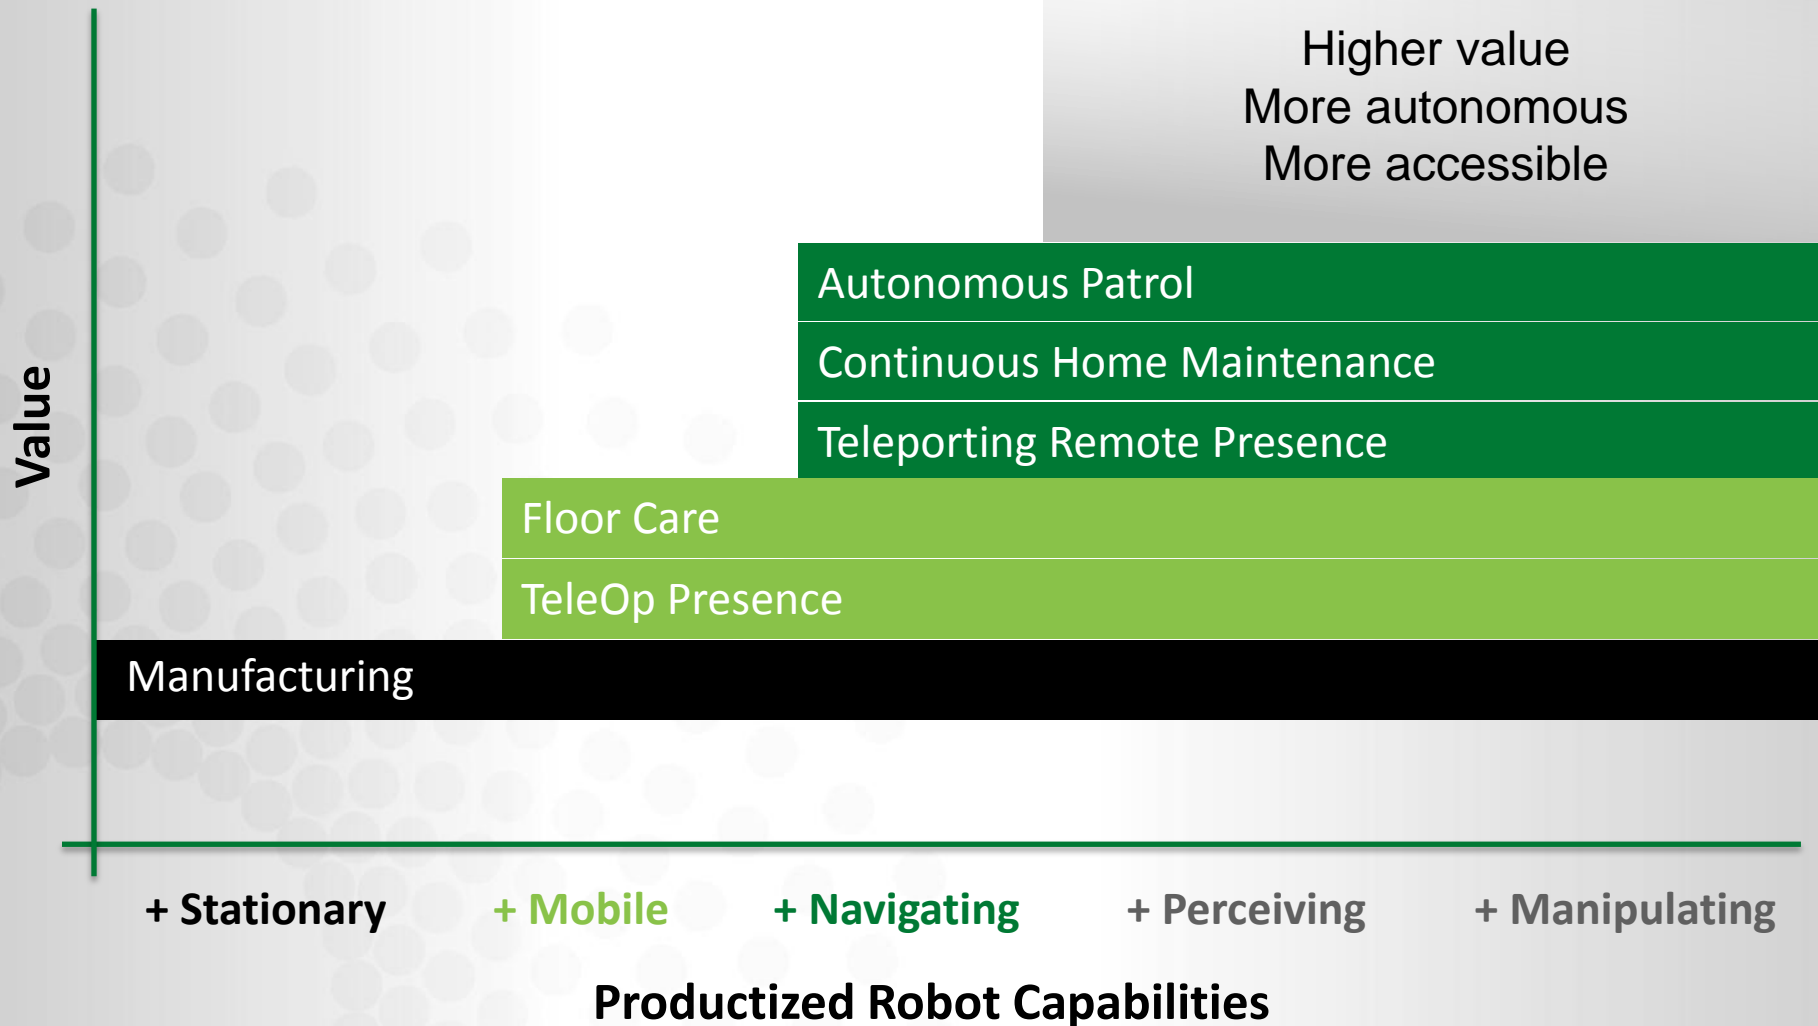 Higher value
More autonomous
More accessible
Autonomous Patrol
Continuous Home Maintenance
Teleporting Remote Presence
Floor Care
TeleOp Presence
Manufacturing
Value
+ Stationary + Mobile + Navigating + Perceiving + Manipulating
Productized Robot Capabilities